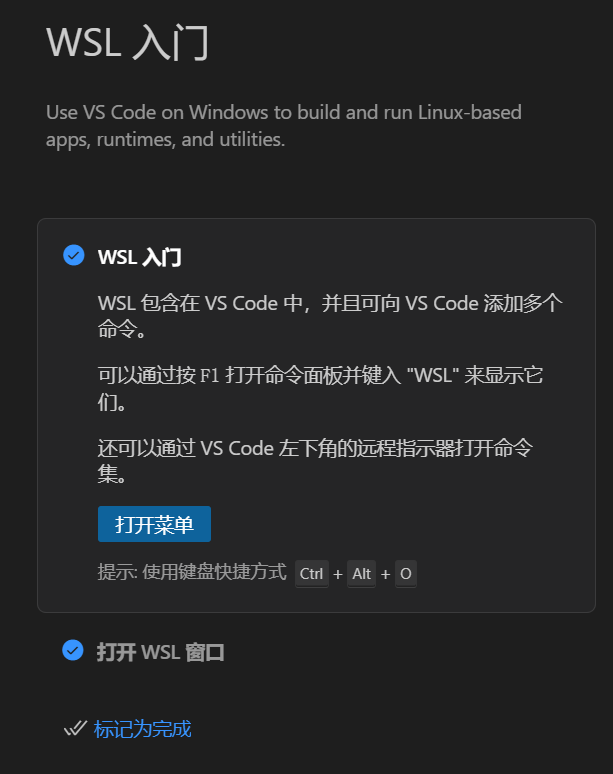 WSL 入门
Use VS Code on Windows to build and run Linux-based
apps, runtimes, and utilities.
WSL 入门
WSL 包含在 VS Code 中，并且可向 VS Code 添加多个
命令。
可以通过按 F1 打开命令面板并键入 "WSL" 来显示它
们。
还可以通过 VS Code 左下角的远程指示器打开命令
集。
打开菜单
提示: 使用键盘快捷方式 Ctrl + Alt + O
打开 WSL 窗口
标记为完成